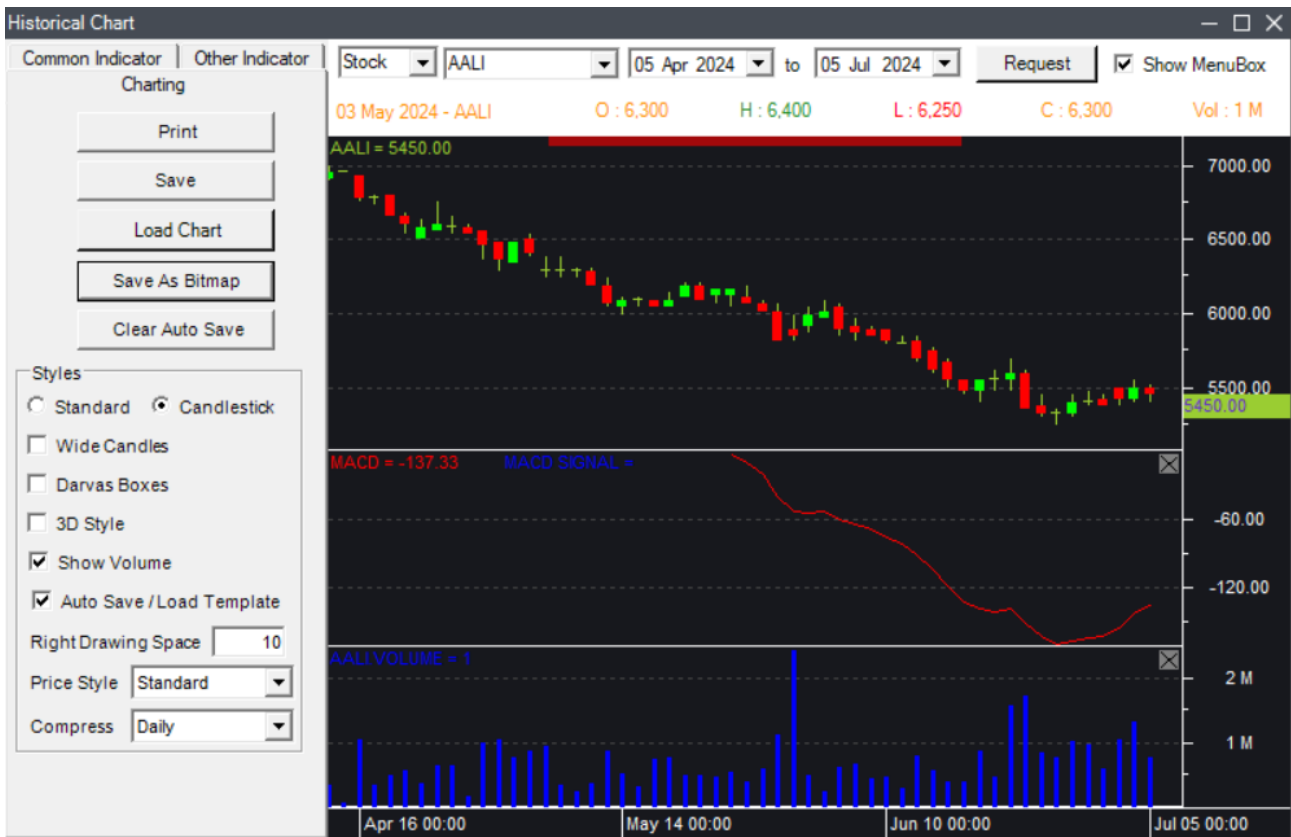 Historical Chart
Common Indicator Other Indicator
Charting
Print
Save
Load Chart
Save As Bitmap
Clear Auto Save
Styles
Standard Candlestick
Wide Candles
Darvas Boxes
3D Style
Show Volume
Auto Save / Load Template
Right Drawing Space 10
Price Style Standard
Compress Daily
Stock AALI 05 Apr 2024 to 05 Jul 2024 Request Show MenuBox
03 May 2024 - AALI O : 6,300 H : 6,400 L : 6,250 C : 6,300 Vol : 1 M
AALI = 5450.00
7000.00
6500.00
6000.00
5500.00
5450.00
MACD = -137.33 MACD SIGNAL =
-60.00
-120.00
AALI VOLUME = 1
2 M
1 M
Apr 16 00:00 May 14 00:00 Jun 10 00:00 Jul 05 00:00